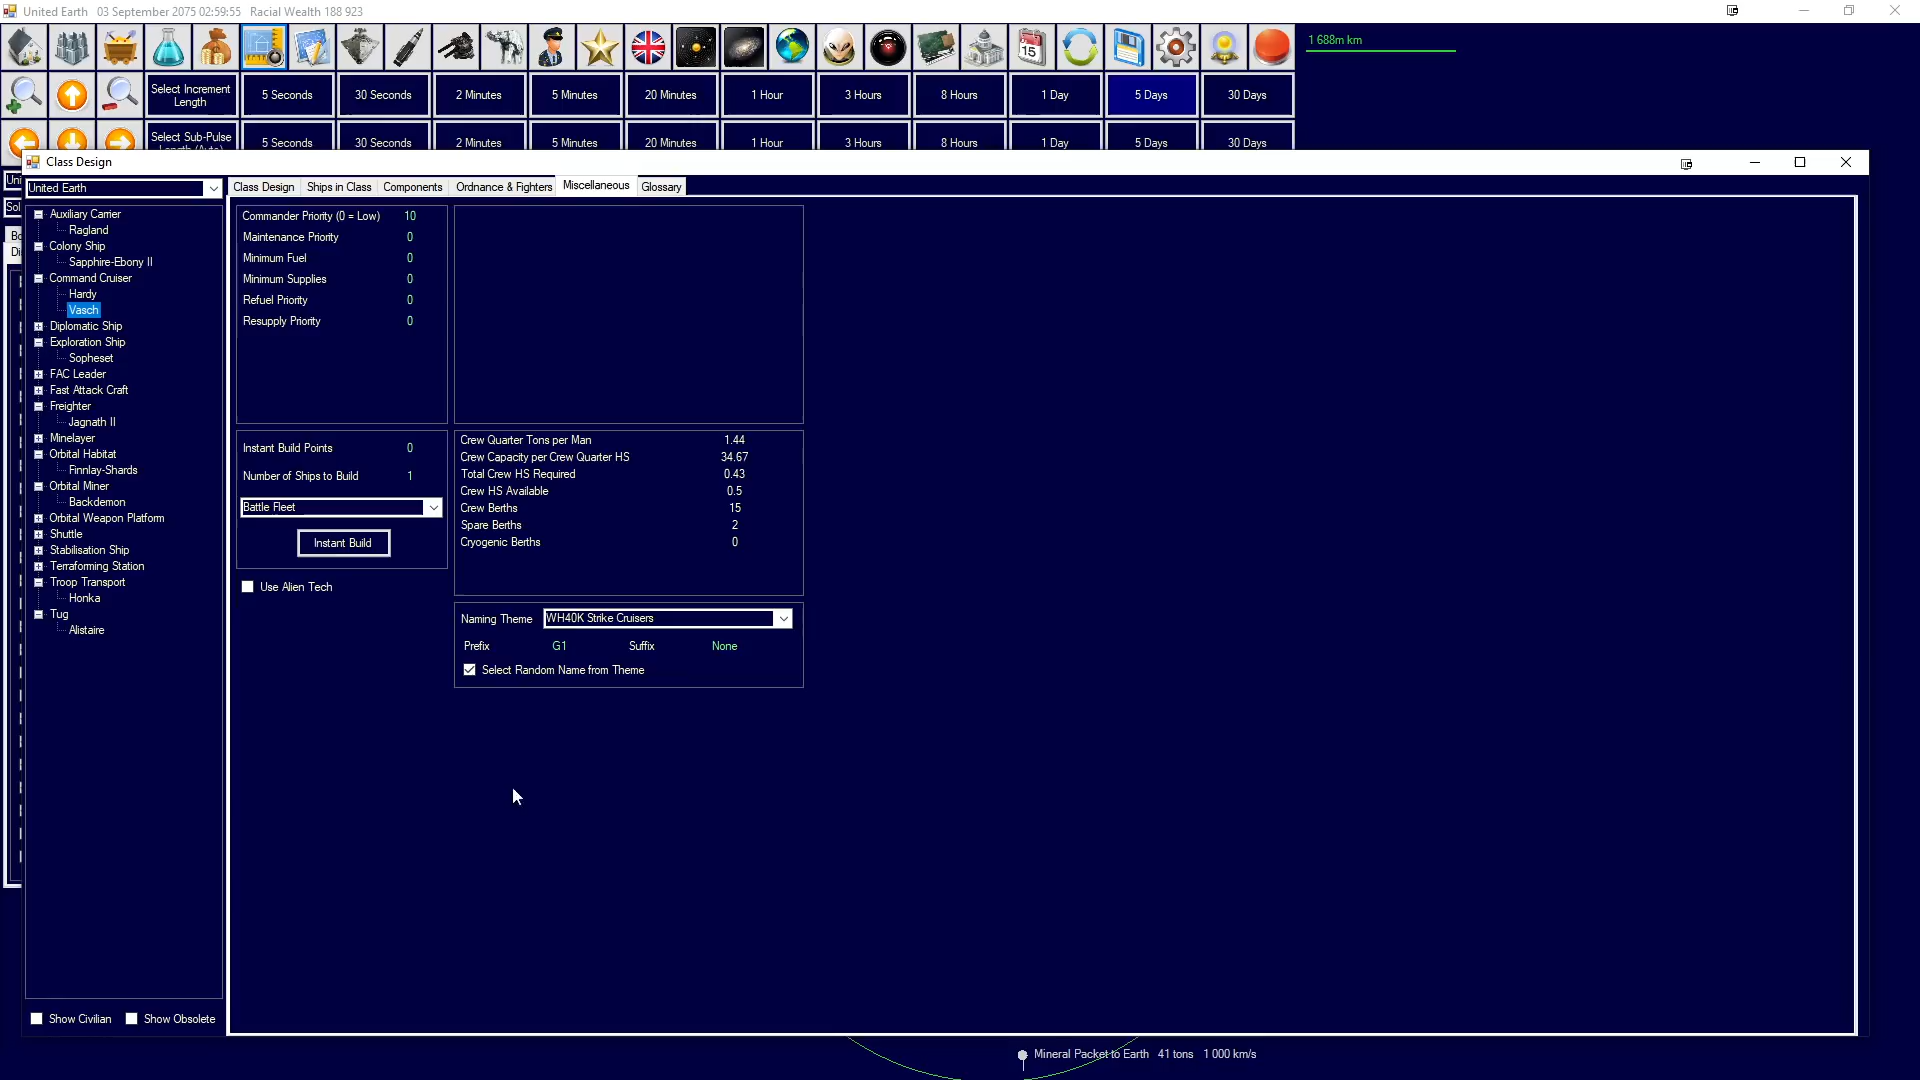 United Earth   03 September 2075 02:59:55   Racial Wealth 188 923
1 688m km
15
Select Increment Length
5 Seconds
30 Seconds
2 Minutes
5 Minutes
20 Minutes
1 Hour
3 Hours
8 Hours
1 Day
5 Days
30 Days
Select Sub-Pulse Length (Auto)
5 Seconds
30 Seconds
2 Minutes
5 Minutes
20 Minutes
1 Hour
3 Hours
8 Hours
1 Day
5 Days
30 Days
Class Design
United Earth
Auxiliary Carrier
Ragland
Colony Ship
Sapphire-Ebony II
Command Cruiser
Hardy
Vasch
Diplomatic Ship
Exploration Ship
Sopheset
FAC Leader
Fast Attack Craft
Freighter
Jagnath II
Minelayer
Orbital Habitat
Finnlay-Shards
Orbital Miner
Backdemon
Orbital Weapon Platform
Shuttle
Stabilisation Ship
Terraforming Station
Troop Transport
Honka
Tug
Alistaire
Show Civilian
Show Obsolete
Class Design
Ships in Class
Components
Ordnance & Fighters
Miscellaneous
Glossary
Commander Priority (0 = Low) 10
Maintenance Priority 0
Minimum Fuel 0
Minimum Supplies 0
Refuel Priority 0
Resupply Priority 0
Instant Build Points 0
Number of Ships to Build 1
Battle Fleet
Instant Build
Use Alien Tech
Crew Quarter Tons per Man 1.44
Crew Capacity per Crew Quarter HS 34.67
Total Crew HS Required 0.43
Crew HS Available 0.5
Crew Berths 15
Spare Berths 2
Cryogenic Berths 0
Naming Theme WH40K Strike Cruisers
Prefix G1 Suffix None
Select Random Name from Theme
Mineral Packet to Earth   41 tons   1 000 km/s